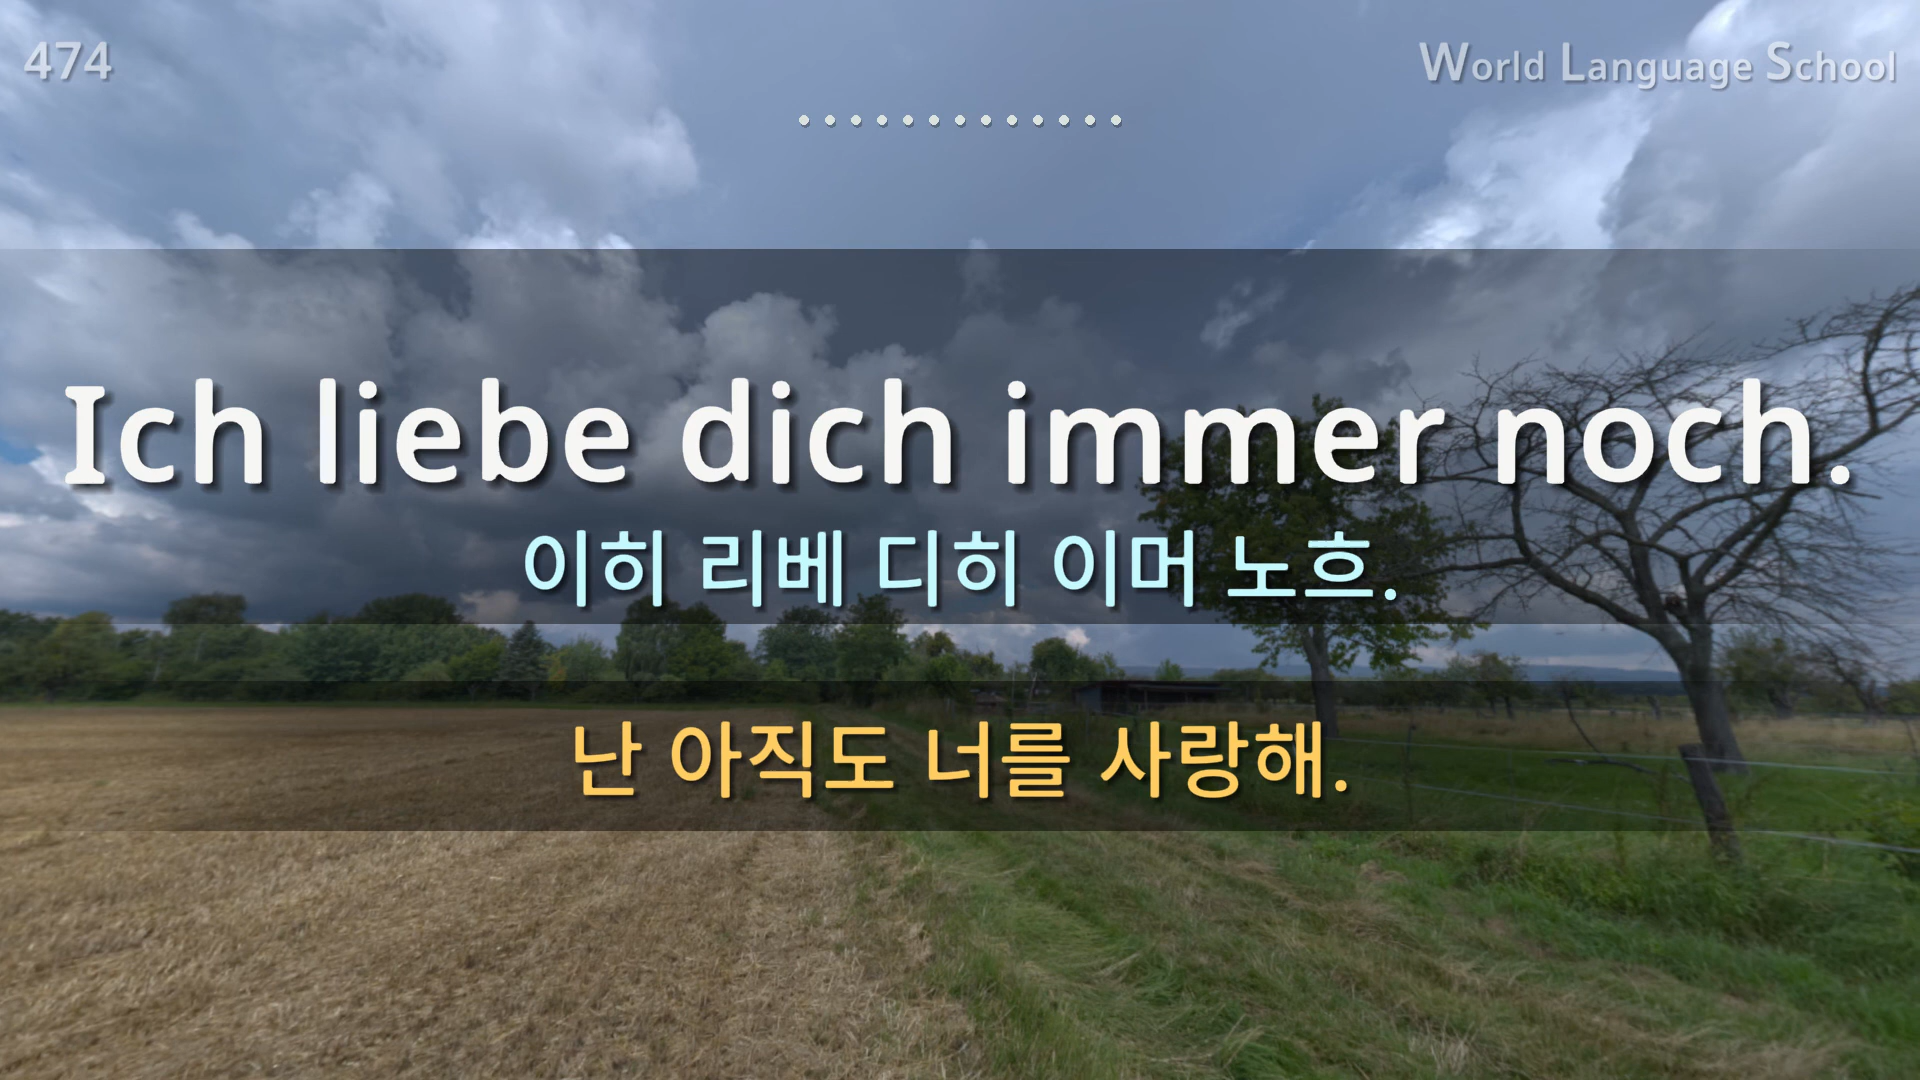 474
World Language School
Ich liebe dich immer noch.
이히 리베 디히 이머 노흐.
난 아직도 너를 사랑해.